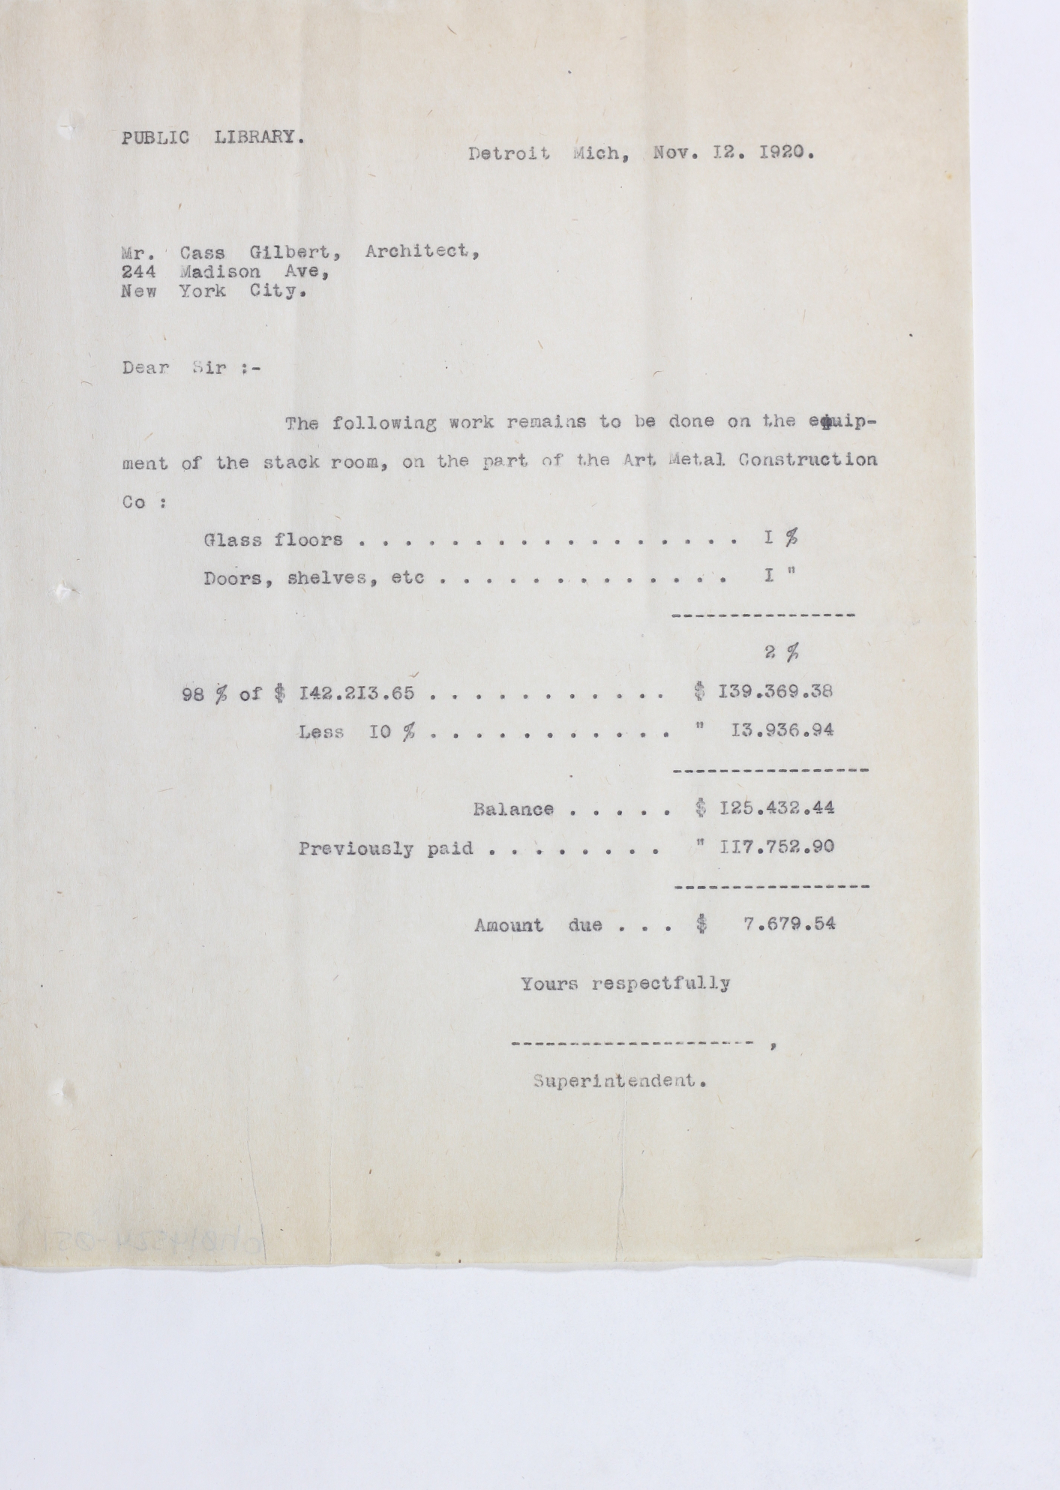 PUBLIC LIBRARY.
Detroit Mich, Nov. I2. I920.
Mr. Cass Gilbert, Architect,
244 Madison Ave,
New York City.
Dear Sir :-
The following work remains to be done on the equip-
ment of the stack room, on the part of the Art Metal Construction
Co :
Glass floors . . . . . . . . . . . . . . . . . I %
Doors, shelves, etc . . . . . . . . . . . . . I "
----------------
2 %
98 % of $ I42.2I3.65 . . . . . . . . . . . $ I39.369.38
Less I0 % . . . . . . . . . . . " I3.936.94
-----------------
Balance . . . . . $ I25.432.44
Previously paid . . . . . . . . " II7.752.90
-----------------
Amount due . . . $ 7.679.54
Yours respectfully
--------------------- ,
Superintendent.